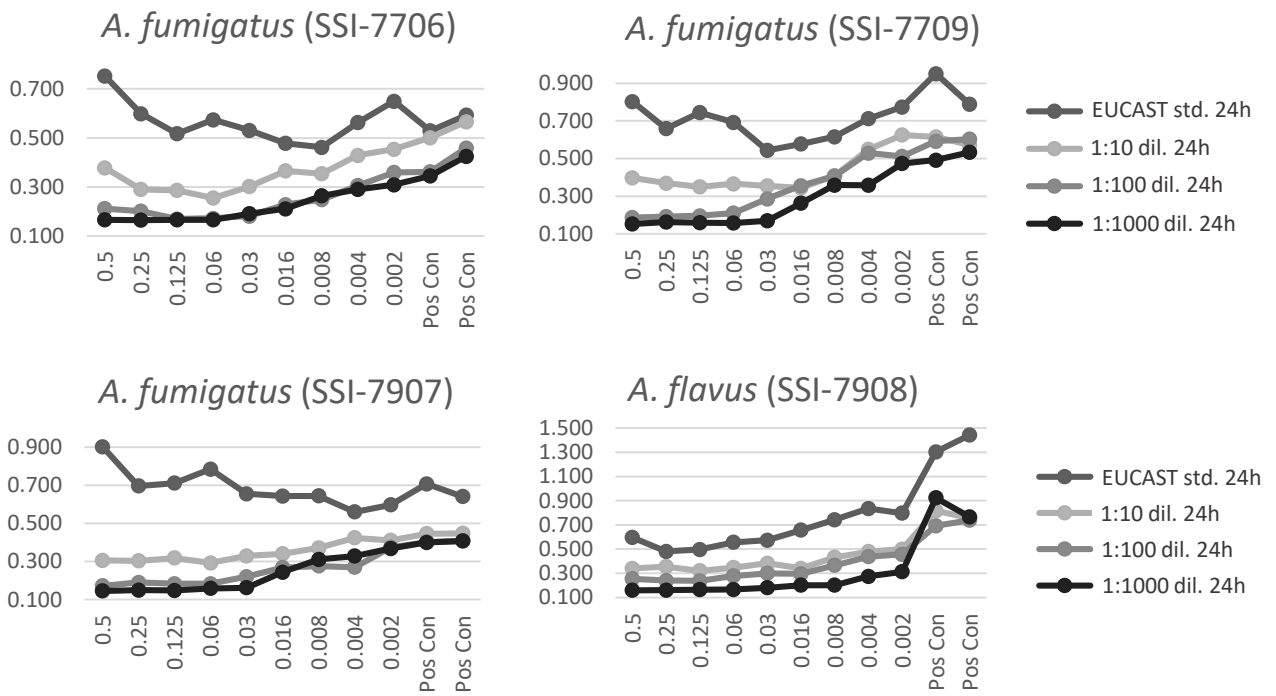 A. fumigatus (SSI-7706)
0.700
0.500
0.300
0.100
0.5
0.25
0.125
0.06
0.03
0.016
0.008
0.004
0.002
Pos Con
Pos Con
A. fumigatus (SSI-7709)
0.900
0.700
0.500
0.300
0.100
0.5
0.25
0.125
0.06
0.03
0.016
0.008
0.004
0.002
Pos Con
Pos Con
EUCAST std. 24h
1:10 dil. 24h
1:100 dil. 24h
1:1000 dil. 24h
A. fumigatus (SSI-7907)
0.900
0.700
0.500
0.300
0.100
0.5
0.25
0.125
0.06
0.03
0.016
0.008
0.004
0.002
Pos Con
Pos Con
A. flavus (SSI-7908)
1.500
1.300
1.100
0.900
0.700
0.500
0.300
0.100
0.5
0.25
0.125
0.06
0.03
0.016
0.008
0.004
0.002
Pos Con
Pos Con
EUCAST std. 24h
1:10 dil. 24h
1:100 dil. 24h
1:1000 dil. 24h